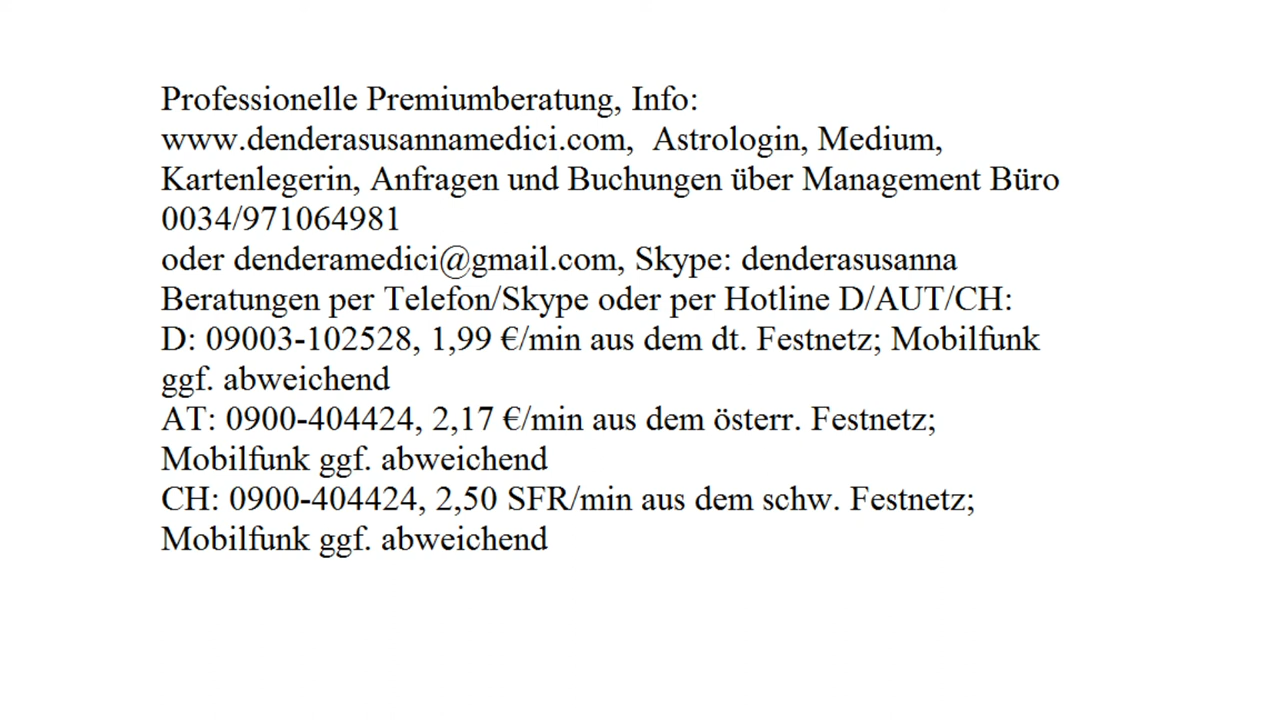 Professionelle Premiumberatung, Info:
www.denderasusannamedici.com,  Astrologin, Medium,
Kartenlegerin, Anfragen und Buchungen über Management Büro
0034/971064981
oder denderamedici@gmail.com, Skype: denderasusanna
Beratungen per Telefon/Skype oder per Hotline D/AUT/CH:
D: 09003-102528, 1,99 €/min aus dem dt. Festnetz; Mobilfunk
ggf. abweichend
AT: 0900-404424, 2,17 €/min aus dem österr. Festnetz;
Mobilfunk ggf. abweichend
CH: 0900-404424, 2,50 SFR/min aus dem schw. Festnetz;
Mobilfunk ggf. abweichend